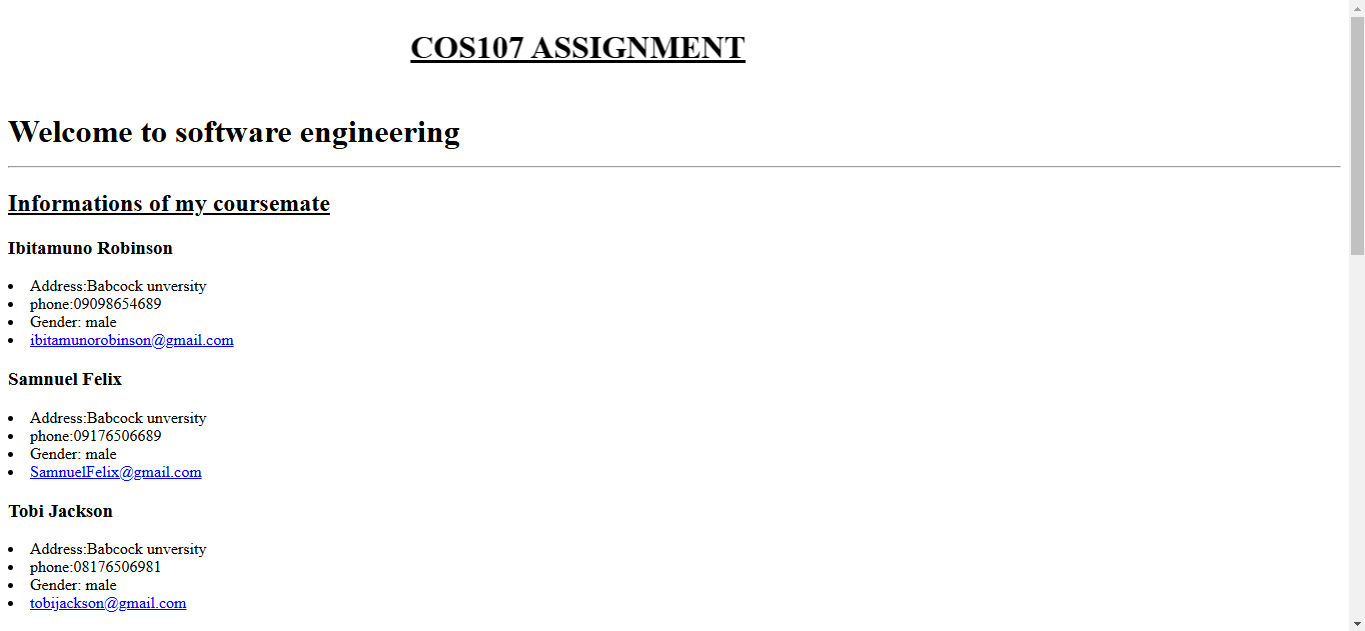 COS107 ASSIGNMENT
Welcome to software engineering
Informations of my coursemate
Ibitamuno Robinson
Address:Babcock unversity
phone:09098654689
Gender: male
ibitamunorobinson@gmail.com
Samnuel Felix
Address:Babcock unversity
phone:09176506689
Gender: male
SamnuelFelix@gmail.com
Tobi Jackson
Address:Babcock unversity
phone:08176506981
Gender: male
tobijackson@gmail.com